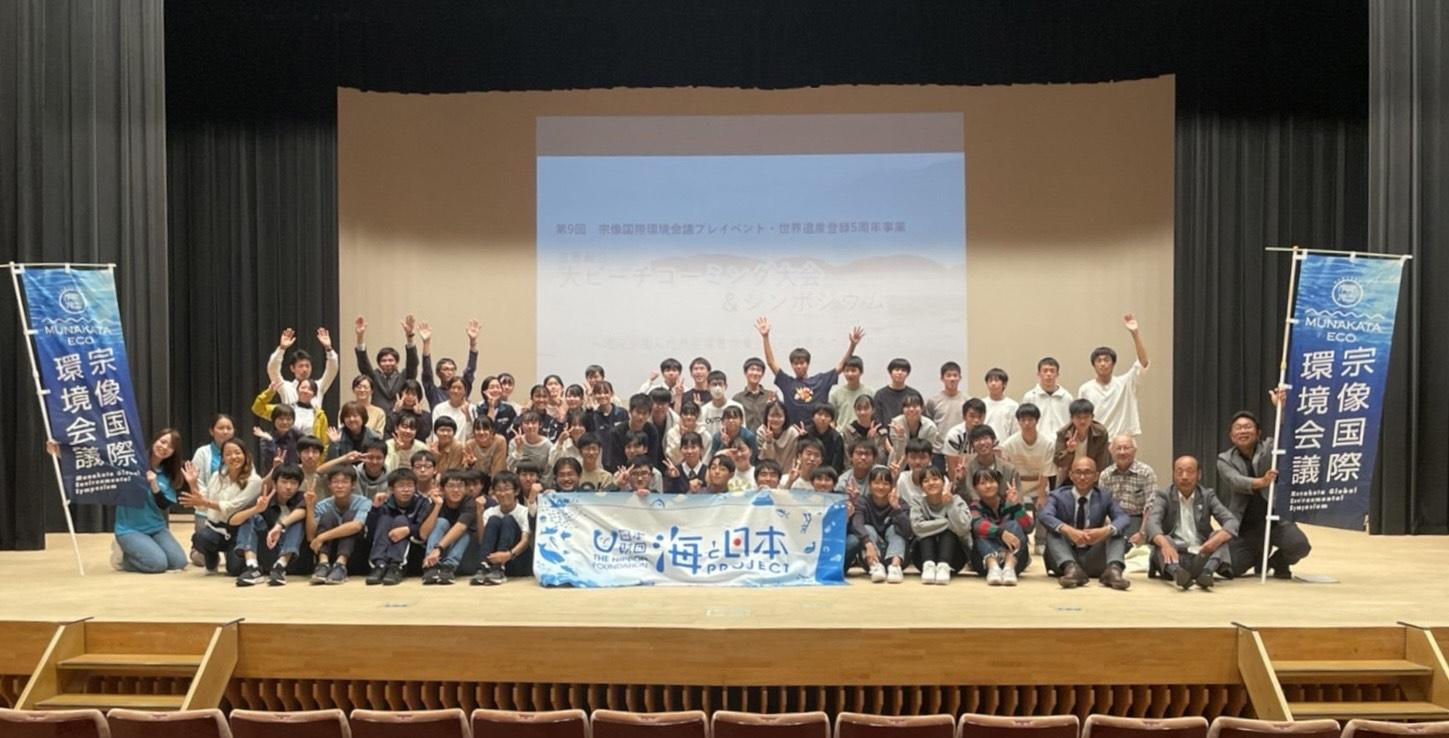 第9回 宗像国際環境会議プレイベント・世界遺産登録5周年事業
大ビーチコーミング大会
&シンポジウム
MUNAKATA
ECO
宗像国際
環境会議
Munakata Global
Environmental
Symposium
日本
財団
THE NIPPON
FOUNDATION
海と日本
PROJECT
MUNAKATA
ECO
宗像国際
環境会議
Munakata Global
Environmental
Symposium